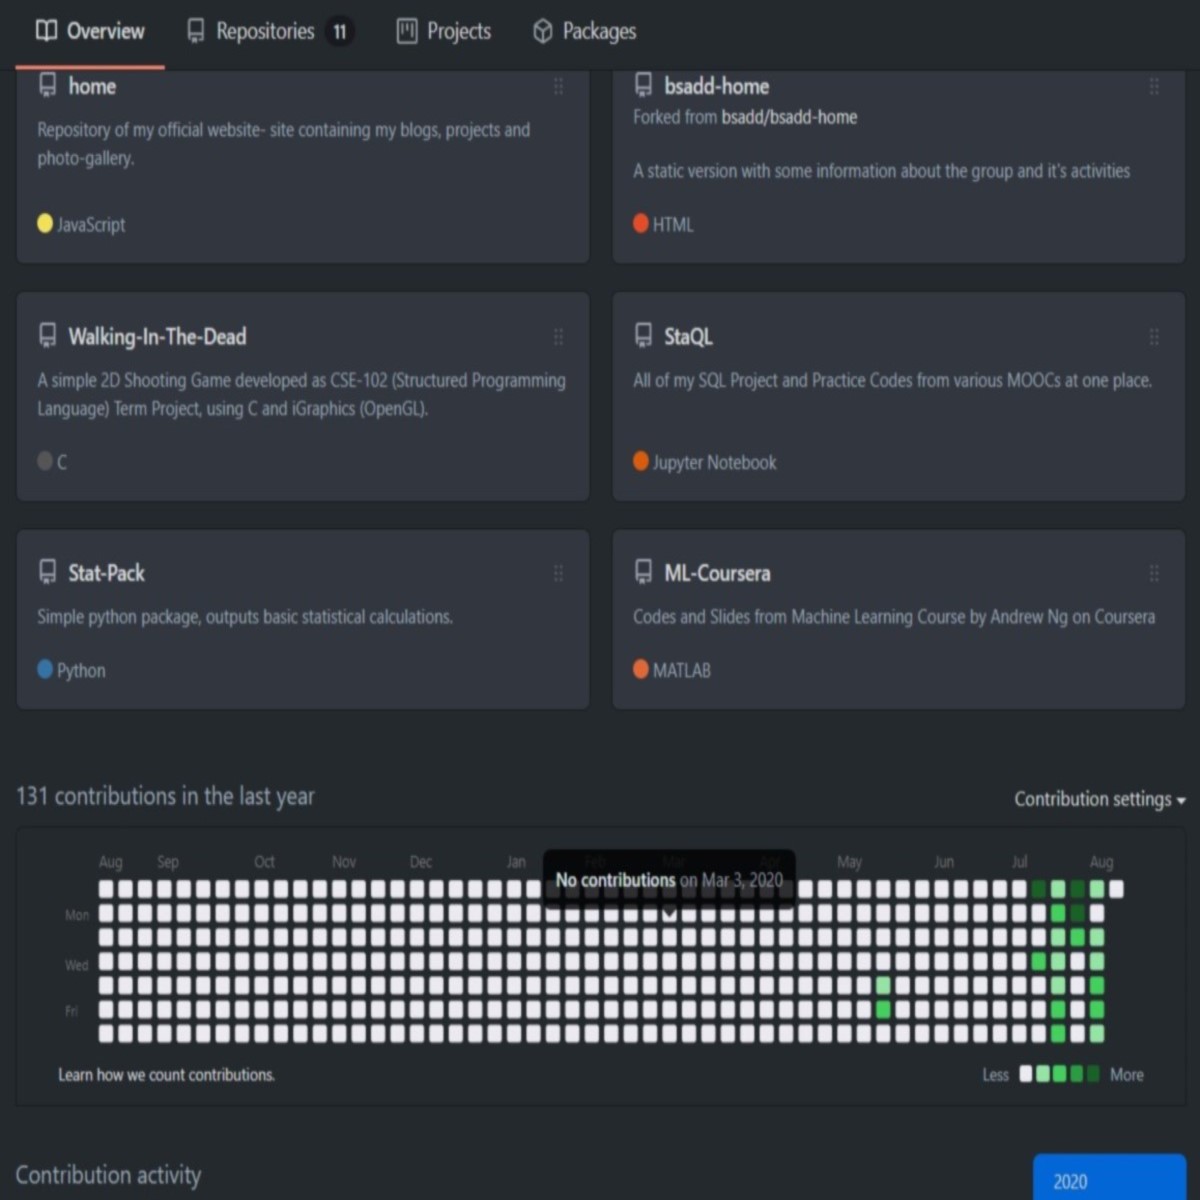 Overview Repositories 11 Projects Packages
home
Repository of my official website- site containing my blogs, projects and
photo-gallery.
JavaScript
bsadd-home
Forked from bsadd/bsadd-home
A static version with some information about the group and it's activities
HTML
Walking-In-The-Dead
A simple 2D Shooting Game developed as CSE-102 (Structured Programming
Language) Term Project, using C and iGraphics (OpenGL).
C
StaQL
All of my SQL Project and Practice Codes from various MOOCs at one place.
Jupyter Notebook
Stat-Pack
Simple python package, outputs basic statistical calculations.
Python
ML-Coursera
Codes and Slides from Machine Learning Course by Andrew Ng on Coursera
MATLAB
131 contributions in the last year
Contribution settings
Aug Sep Oct Nov Dec Jan Feb Mar Apr May Jun Jul Aug
No contributions on Mar 3, 2020
Mon
Wed
Fri
Learn how we count contributions.
Less More
Contribution activity
2020